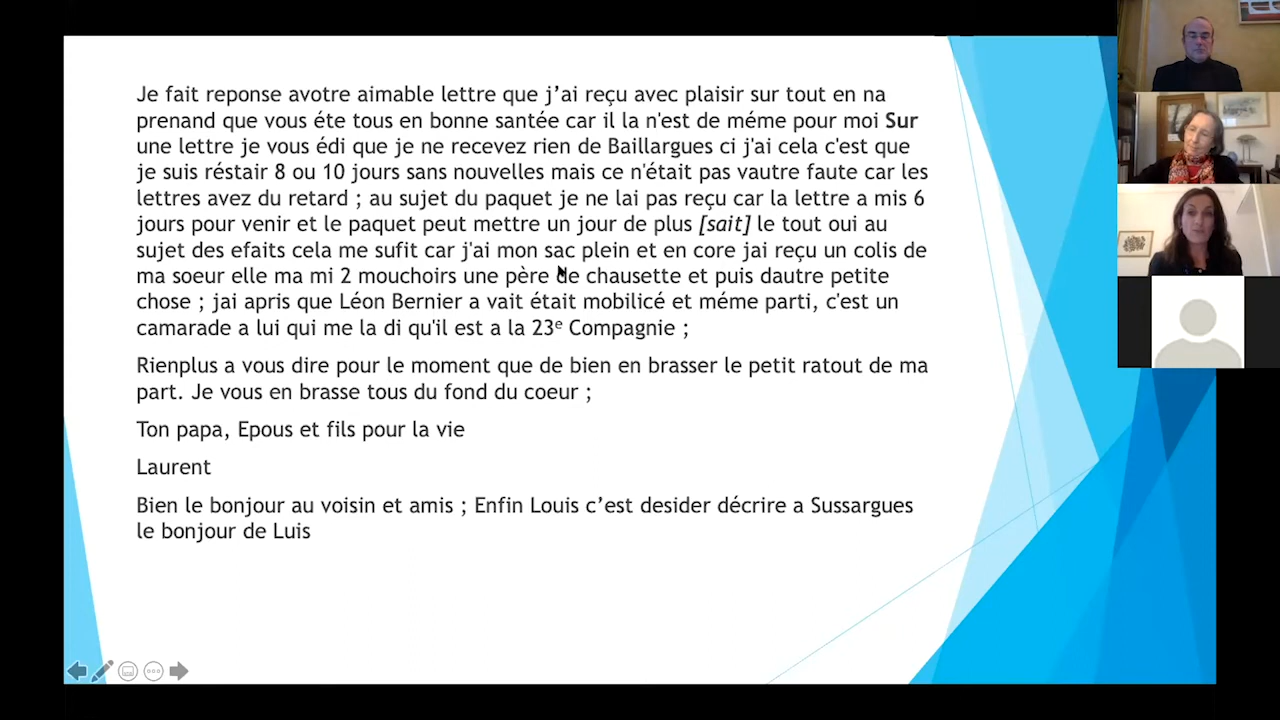 Je fait reponse avotre aimable lettre que j’ai reçu avec plaisir sur tout en na
prenand que vous éte tous en bonne santée car il la n'est de méme pour moi Sur
une lettre je vous édi que je ne recevez rien de Baillargues ci j'ai cela c'est que
je suis réstair 8 ou 10 jours sans nouvelles mais ce n'était pas vautre faute car les
lettres avez du retard ; au sujet du paquet je ne lai pas reçu car la lettre a mis 6
jours pour venir et le paquet peut mettre un jour de plus [sait] le tout oui au
sujet des efaits cela me sufit car j'ai mon sac plein et en core jai reçu un colis de
ma soeur elle ma mi 2 mouchoirs une père de chausette et puis dautre petite
chose ; jai apris que Léon Bernier a vait était mobilicé et méme parti, c'est un
camarade a lui qui me la di qu'il est a la 23e Compagnie ;
Rienplus a vous dire pour le moment que de bien en brasser le petit ratout de ma
part. Je vous en brasse tous du fond du coeur ;
Ton papa, Epous et fils pour la vie
Laurent
Bien le bonjour au voisin et amis ; Enfin Louis c’est desider décrire a Sussargues
le bonjour de Luis